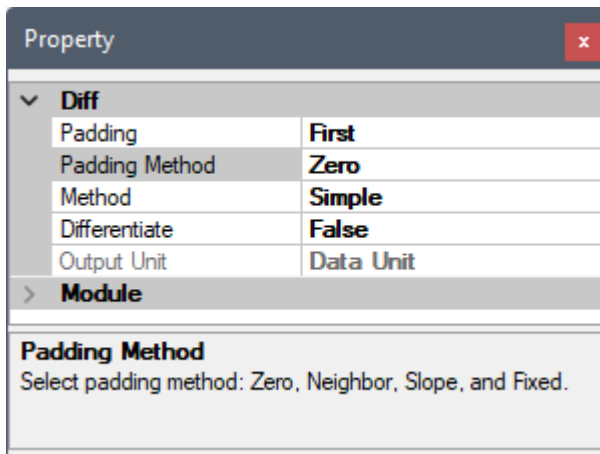 Property
x
Diff
Padding First
Padding Method Zero
Method Simple
Differentiate False
Output Unit Data Unit
Module
Padding Method
Select padding method: Zero, Neighbor, Slope, and Fixed.